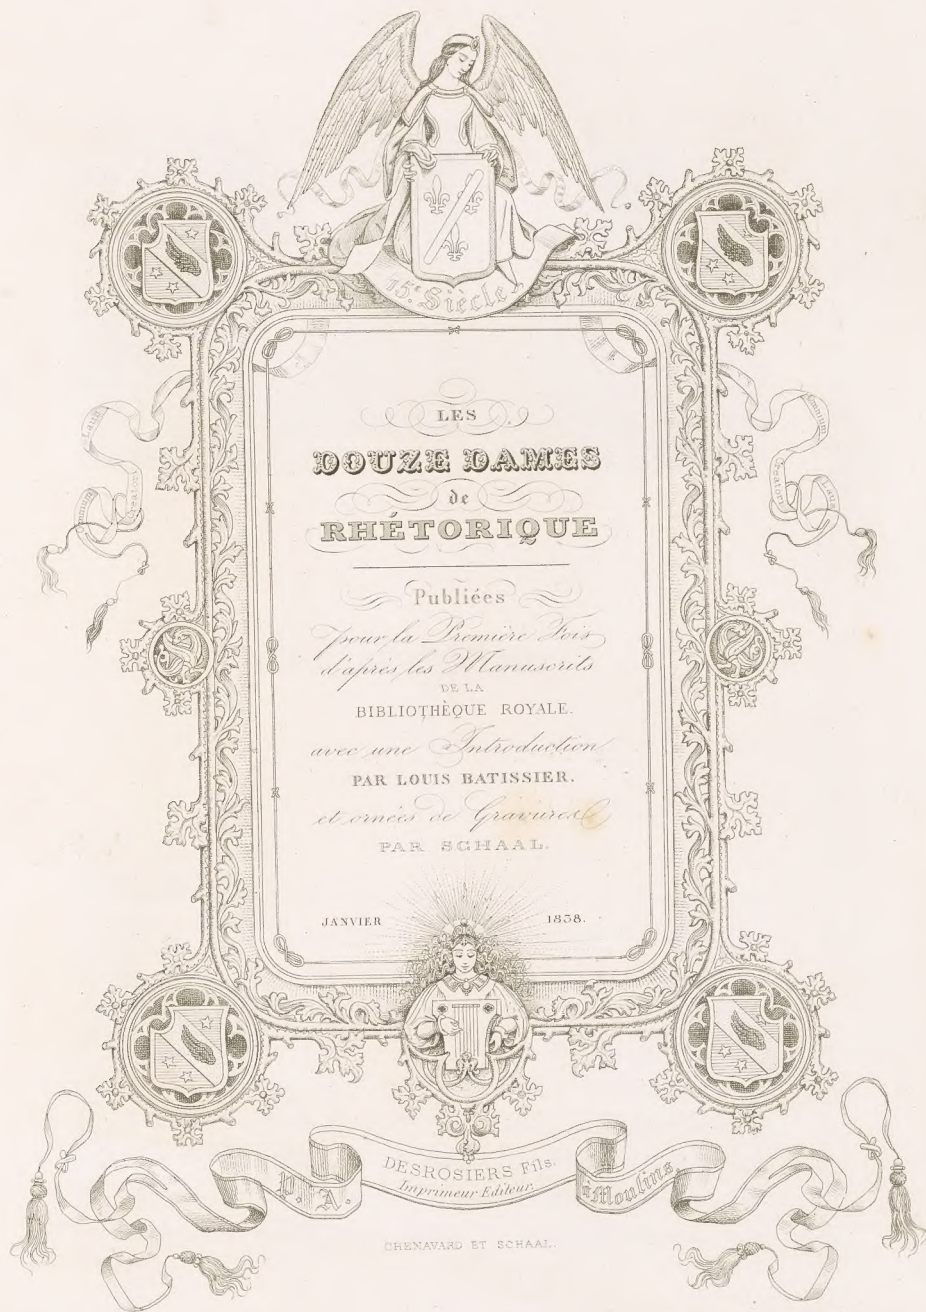 15e. Siècle
LES
DOUZE DAMES
de
RHÉTORIQUE
Publiées
pour la Première Fois
d'après les Manuscrits
DE LA
BIBLIOTHÈQUE ROYALE.
avec une Introduction
PAR LOUIS BATISSIER.
et ornées de Gravures
PAR SCHAAL.
JANVIER 1838.
P. A. DESROSIERS Fils. à Moulins.
Imprimeur Editeur.
CHENAVARD ET SCHAAL.